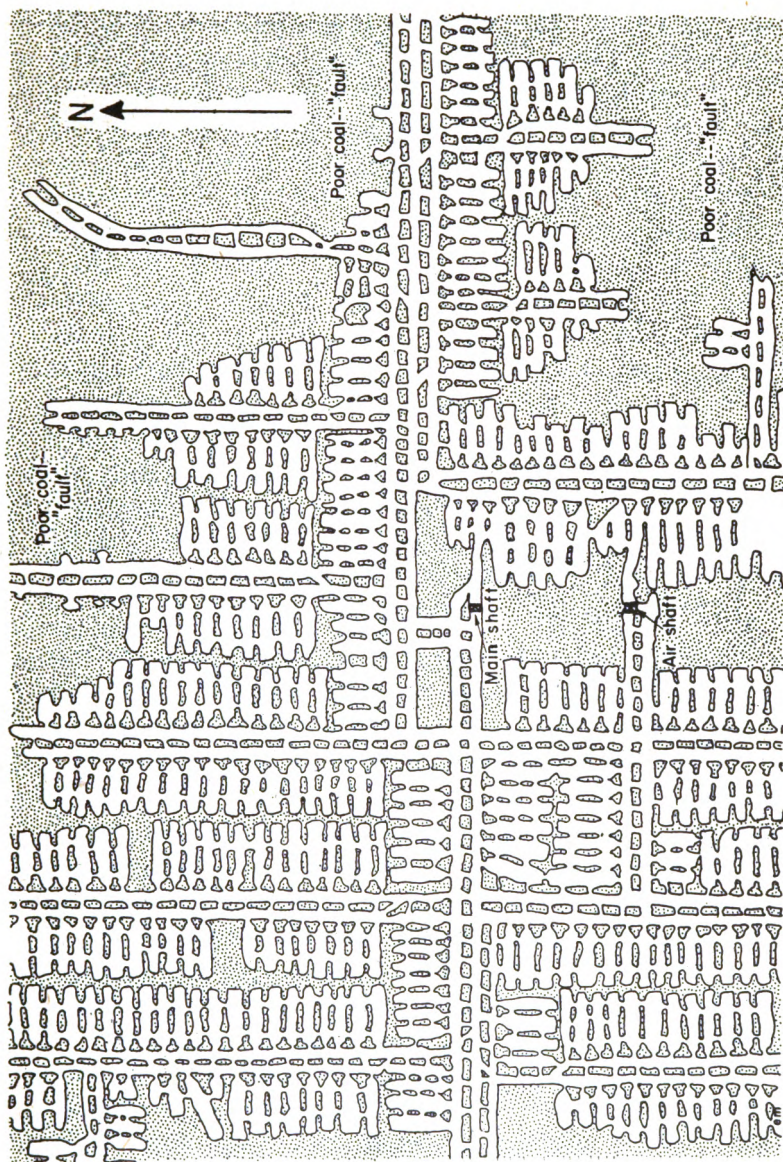 N
Poor coal--"fault"
Poor coal--"fault"
Poor coal--
"fault"
Main shaft
Air shaft